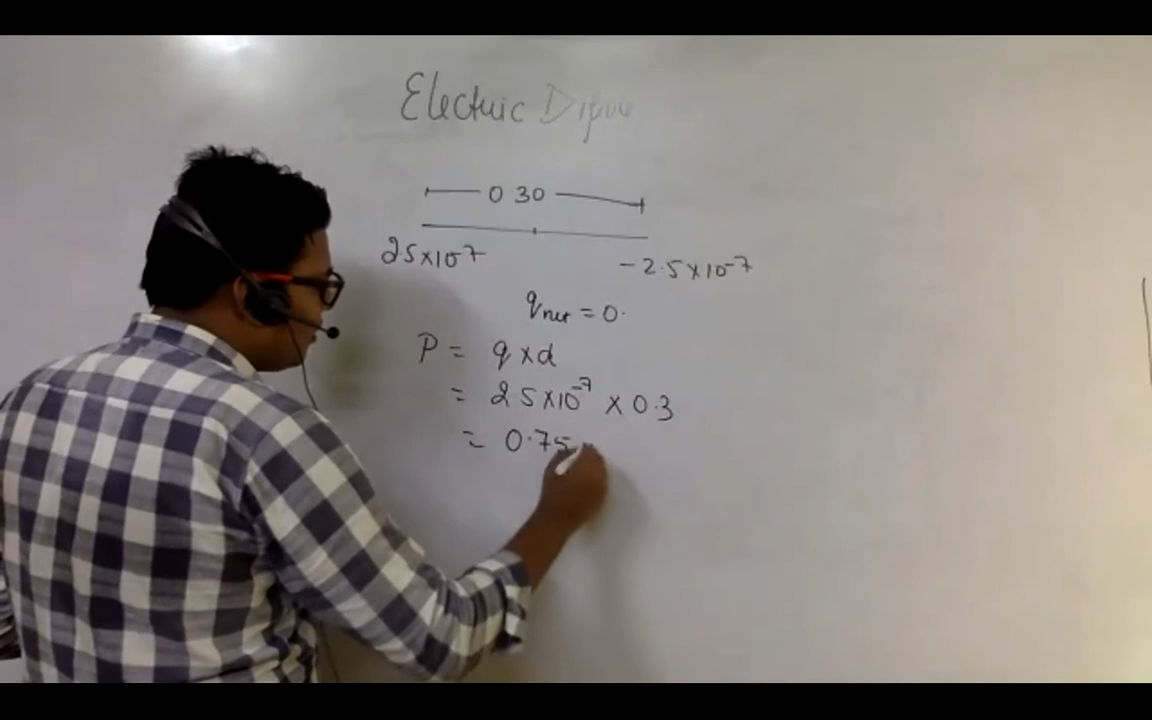 Electric Dipole
0.30
25×10⁻⁷
-2.5×10⁻⁷
qnet = 0.
P = q×d
= 25×10⁻⁷ × 0.3
= 0.75